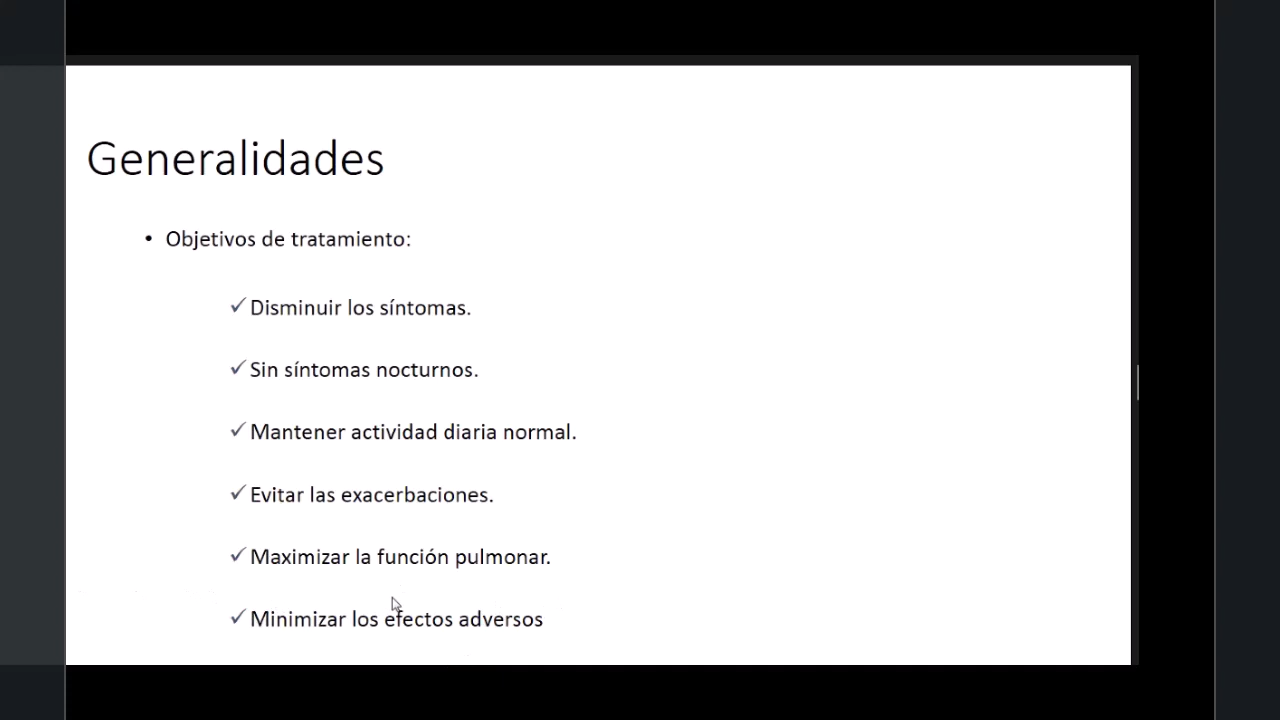 Generalidades
• Objetivos de tratamiento:
✓Disminuir los síntomas.
✓Sin síntomas nocturnos.
✓Mantener actividad diaria normal.
✓Evitar las exacerbaciones.
✓Maximizar la función pulmonar.
✓Minimizar los efectos adversos